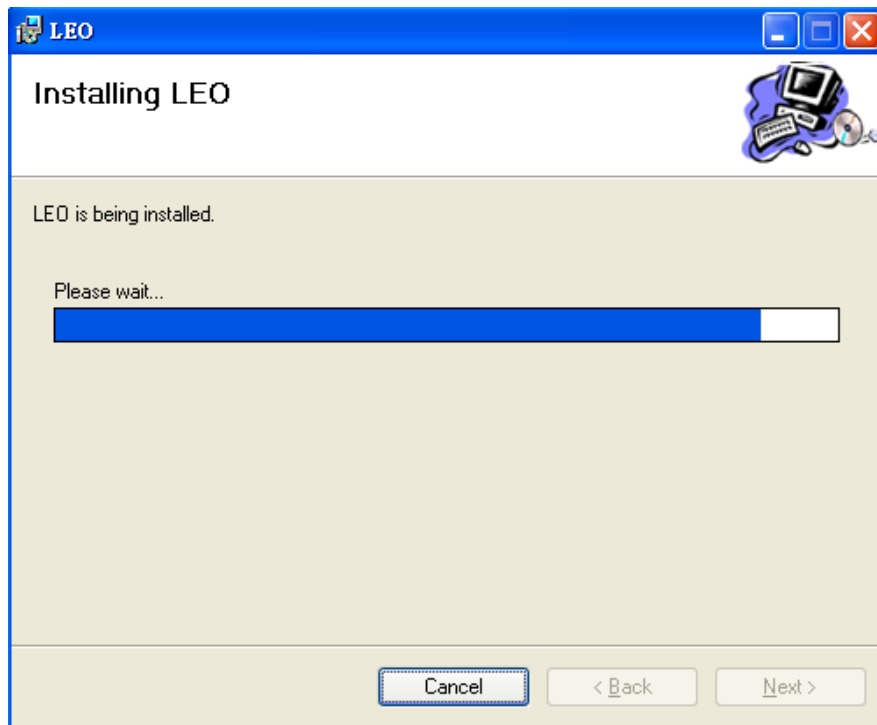 LEO
Installing LEO
LEO is being installed.
Please wait...
Cancel
< Back
Next >